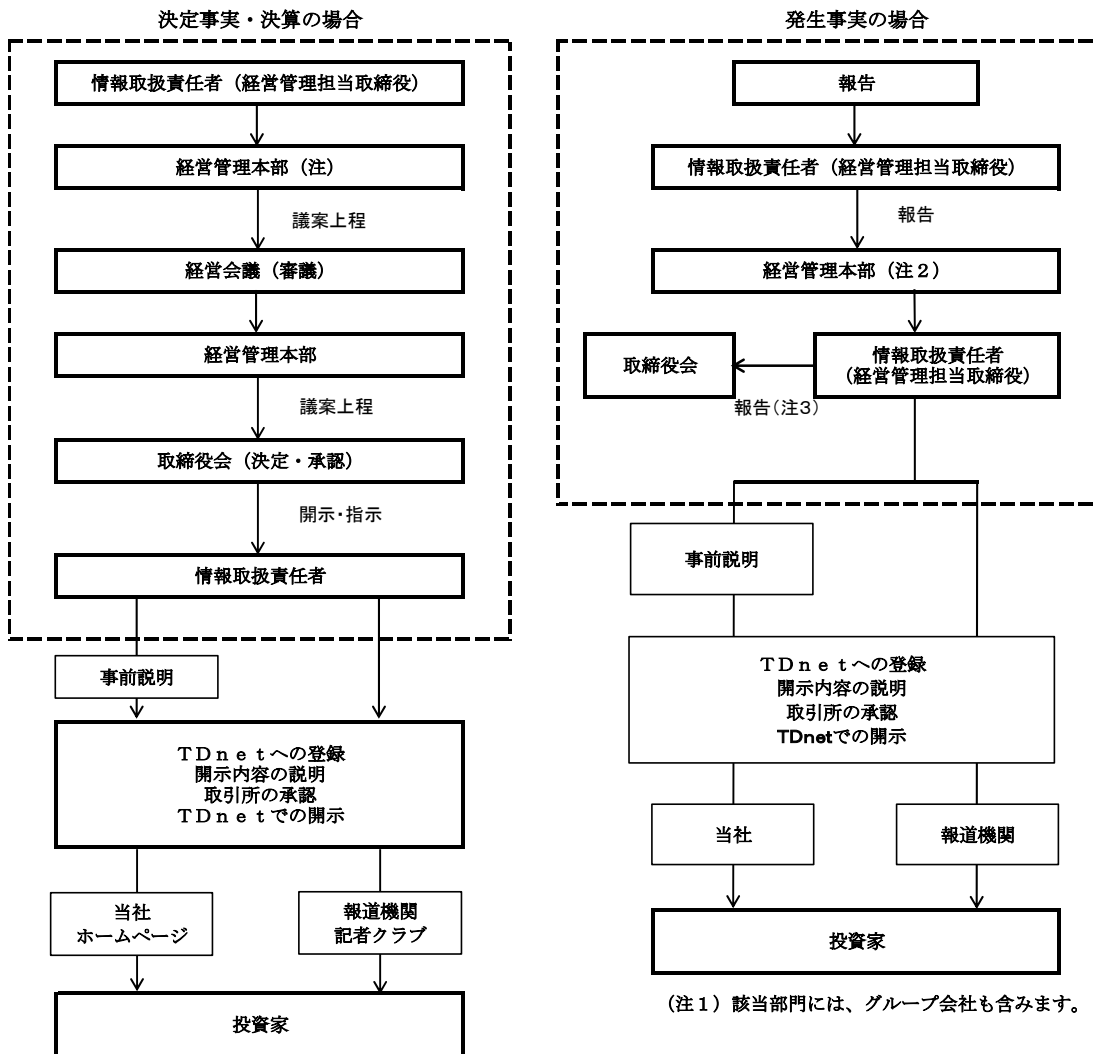 決定事実・決算の場合
情報取扱責任者（経営管理担当取締役）
経営管理本部（注）
議案上程
経営会議（審議）
経営管理本部
議案上程
取締役会（決定・承認）
開示・指示
情報取扱責任者
事前説明
ＴＤｎｅｔへの登録
開示内容の説明
取引所の承認
ＴＤｎｅｔでの開示
当社
ホームページ
報道機関
記者クラブ
投資家
発生事実の場合
報告
情報取扱責任者（経営管理担当取締役）
報告
経営管理本部（注２）
取締役会
情報取扱責任者
（経営管理担当取締役）
報告（注３）
事前説明
ＴＤｎｅｔへの登録
開示内容の説明
取引所の承認
TDnetでの開示
当社
報道機関
投資家
（注１）該当部門には、グループ会社も含みます。